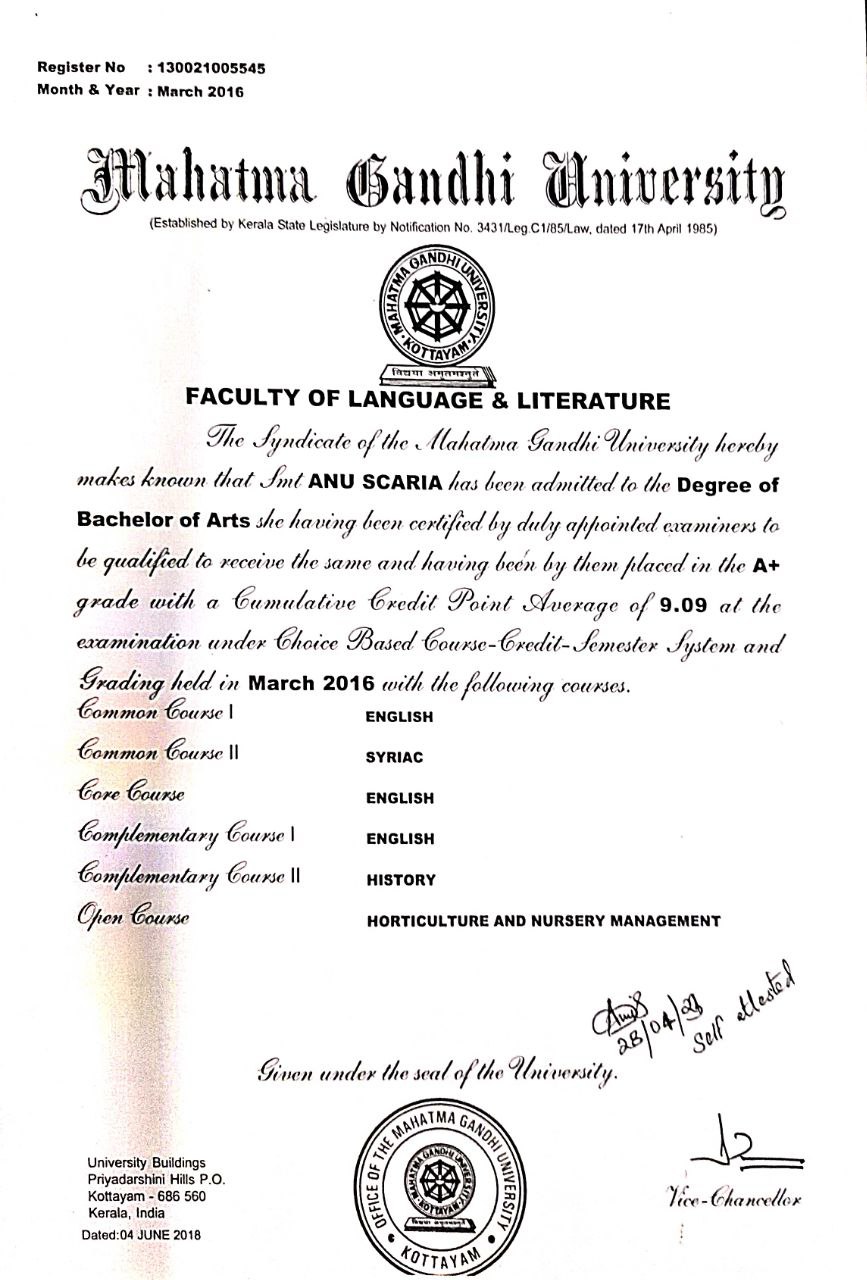 Register No : 130021005545
Month & Year : March 2016
Mahatma Gandhi University
(Established by Kerala State Legislature by Notification No. 3431/Leg.C1/85/Law, dated 17th April 1985)
MAHATMA GANDHI UNIVERSITY
KOTTAYAM
विद्यया अमृतमश्नुते
FACULTY OF LANGUAGE & LITERATURE
The Syndicate of the Mahatma Gandhi University hereby
makes known that Smt ANU SCARIA has been admitted to the Degree of
Bachelor of Arts she having been certified by duly appointed examiners to
be qualified to receive the same and having been by them placed in the A+
grade with a Cumulative Credit Point Average of 9.09 at the
examination under Choice Based Course-Credit-Semester System and
Grading held in March 2016 with the following courses.
Common Course I ENGLISH
Common Course II SYRIAC
Core Course ENGLISH
Complementary Course I ENGLISH
Complementary Course II HISTORY
Open Course HORTICULTURE AND NURSERY MANAGEMENT
Self attested
Given under the seal of the University.
OFFICE OF THE MAHATMA GANDHI UNIVERSITY
MAHATMA GANDHI UNIVERSITY
KOTTAYAM
विद्यया अमृतमश्नुते
KOTTAYAM
University Buildings
Priyadarshini Hills P.O.
Kottayam - 686 560
Kerala, India
Dated:04 JUNE 2018
Vice-Chancellor